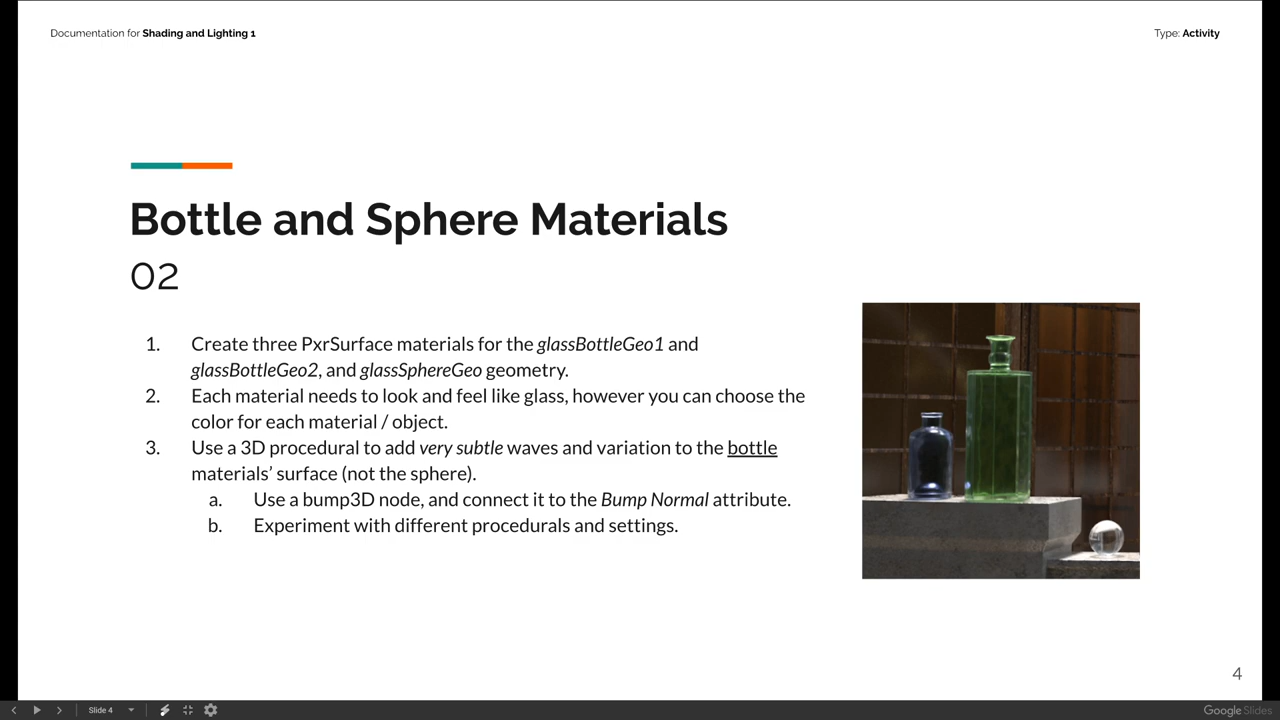 Documentation for Shading and Lighting 1
Type: Activity
Bottle and Sphere Materials
02
1. Create three PxrSurface materials for the glassBottleGeo1 and
glassBottleGeo2, and glassSphereGeo geometry.
2. Each material needs to look and feel like glass, however you can choose the
color for each material / object.
3. Use a 3D procedural to add very subtle waves and variation to the bottle
materials’ surface (not the sphere).
a. Use a bump3D node, and connect it to the Bump Normal attribute.
b. Experiment with different procedurals and settings.
4
Slide 4
Google Slides